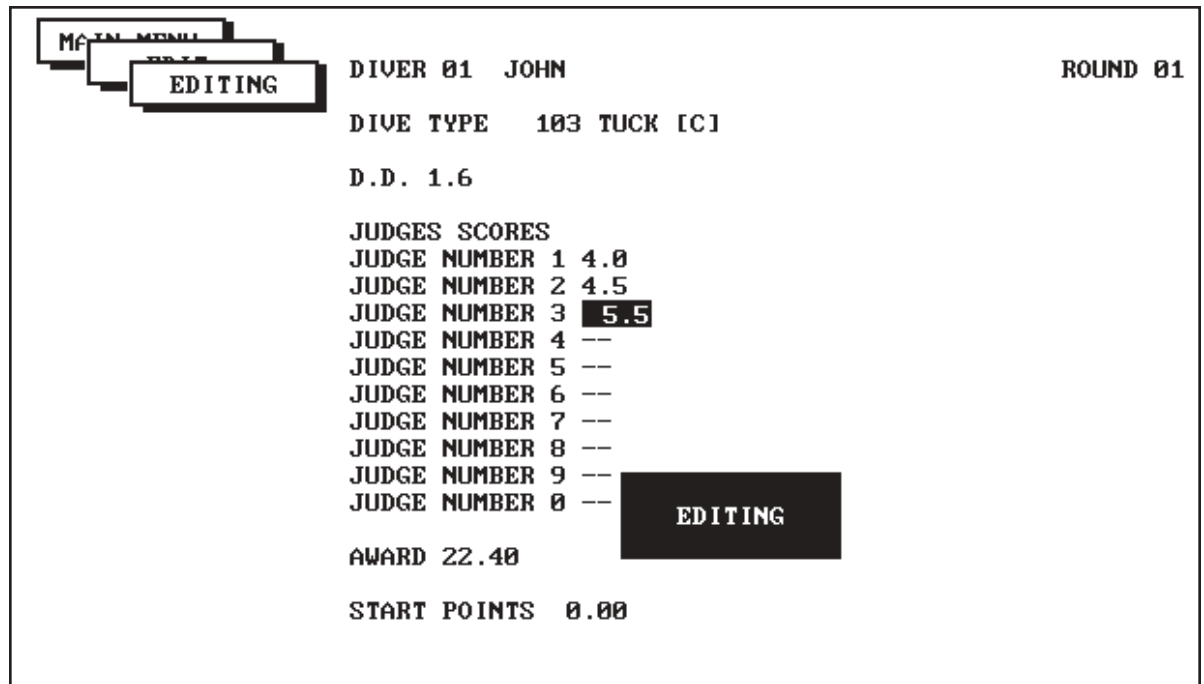 MAIN MENU
EDIT
EDITING
DIVER 01 JOHN ROUND 01
DIVE TYPE 103 TUCK [C]
D.D. 1.6
JUDGES SCORES
JUDGE NUMBER 1 4.0
JUDGE NUMBER 2 4.5
JUDGE NUMBER 3 5.5
JUDGE NUMBER 4 --
JUDGE NUMBER 5 --
JUDGE NUMBER 6 --
JUDGE NUMBER 7 --
JUDGE NUMBER 8 --
JUDGE NUMBER 9 --
JUDGE NUMBER 0 --
EDITING
AWARD 22.40
START POINTS 0.00